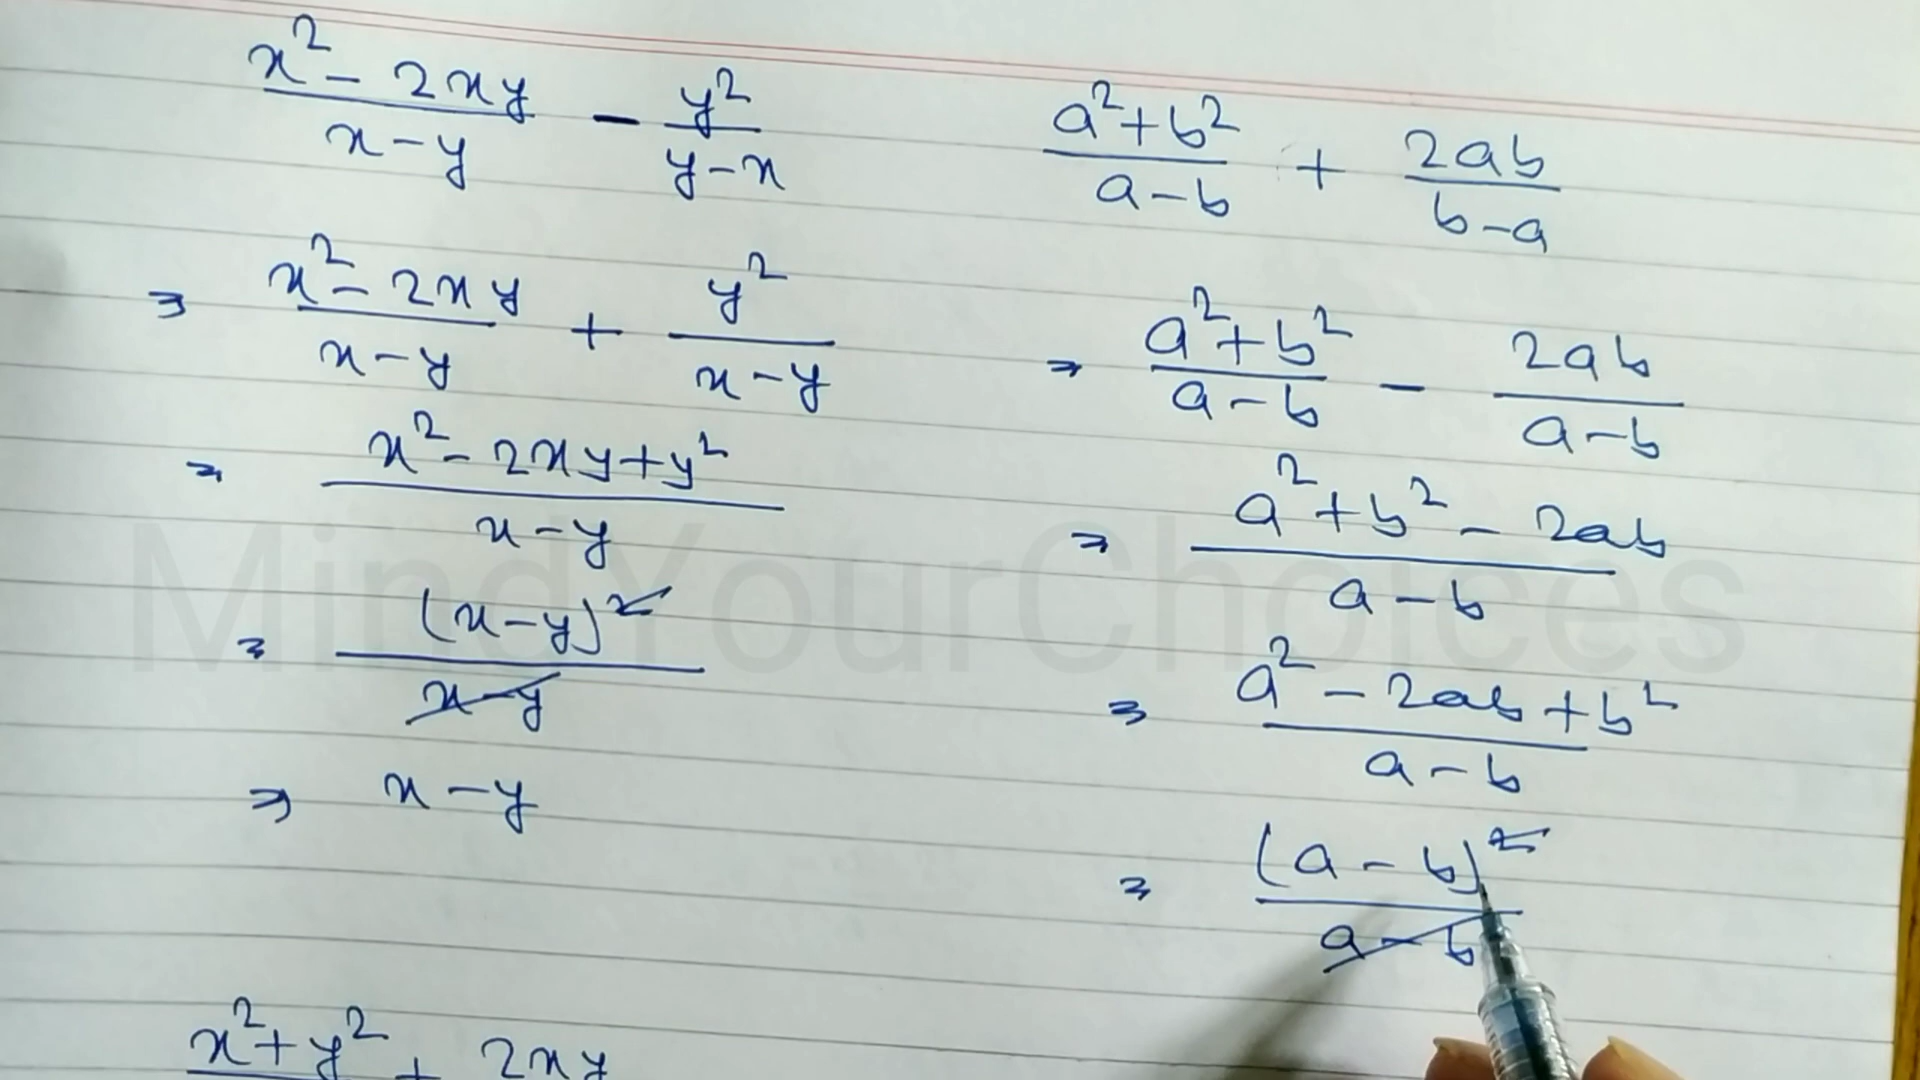 (x² - 2xy)/(x - y) - y²/(y - x)
⇒ (x² - 2xy)/(x - y) + y²/(x - y)
⇒ (x² - 2xy + y²)/(x - y)
⇒ (x - y)²/(x - y)
⇒ x - y
x² + y² + 2xy
(a² + b²)/(a - b) + 2ab/(b - a)
⇒ (a² + b²)/(a - b) - 2ab/(a - b)
⇒ (a² + b² - 2ab)/(a - b)
⇒ (a² - 2ab + b²)/(a - b)
⇒ (a - b)²/(a - b)
MindYourChoices